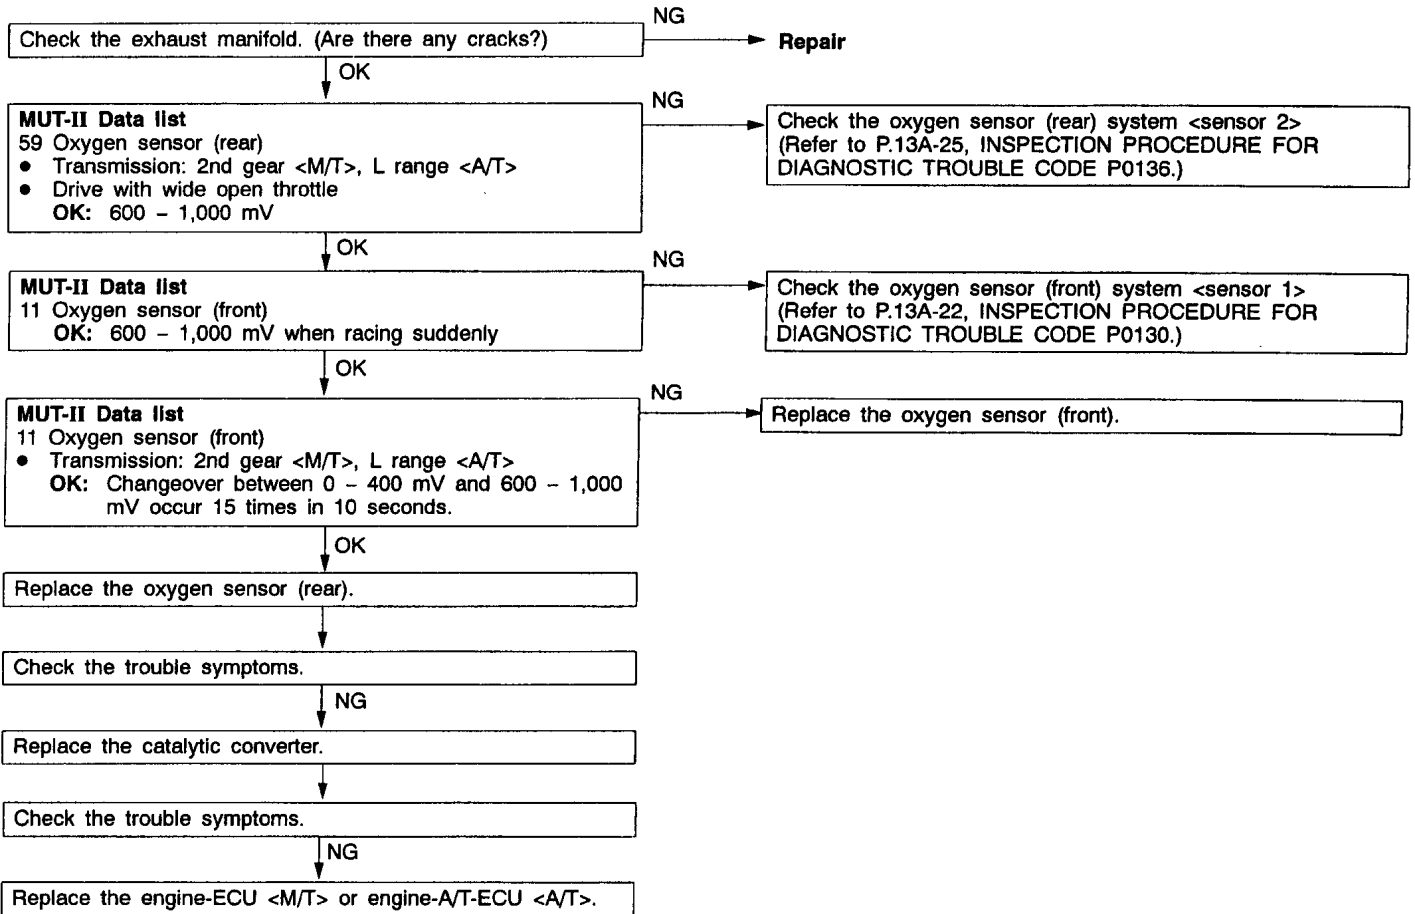 Check the exhaust manifold. (Are there any cracks?)
NG
Repair
OK
MUT-II Data list
59 Oxygen sensor (rear)
● Transmission: 2nd gear <M/T>, L range <A/T>
● Drive with wide open throttle
OK: 600 – 1,000 mV
NG
Check the oxygen sensor (rear) system <sensor 2>
(Refer to P.13A-25, INSPECTION PROCEDURE FOR
DIAGNOSTIC TROUBLE CODE P0136.)
OK
MUT-II Data list
11 Oxygen sensor (front)
OK: 600 – 1,000 mV when racing suddenly
NG
Check the oxygen sensor (front) system <sensor 1>
(Refer to P.13A-22, INSPECTION PROCEDURE FOR
DIAGNOSTIC TROUBLE CODE P0130.)
OK
MUT-II Data list
11 Oxygen sensor (front)
● Transmission: 2nd gear <M/T>, L range <A/T>
OK: Changeover between 0 – 400 mV and 600 – 1,000
mV occur 15 times in 10 seconds.
NG
Replace the oxygen sensor (front).
OK
Replace the oxygen sensor (rear).
Check the trouble symptoms.
NG
Replace the catalytic converter.
Check the trouble symptoms.
NG
Replace the engine-ECU <M/T> or engine-A/T-ECU <A/T>.